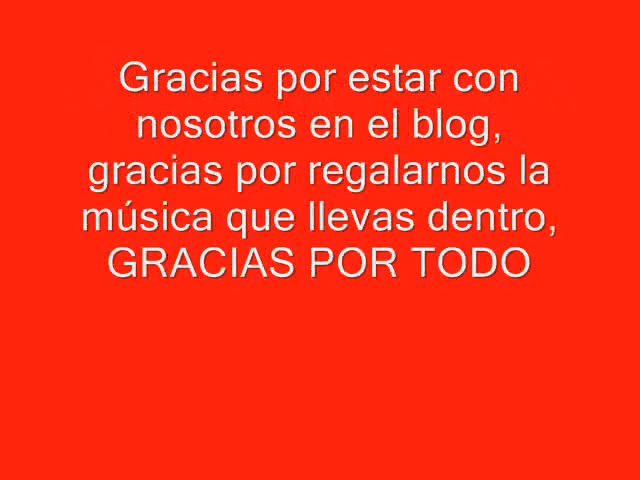 Gracias por estar con
nosotros en el blog,
gracias por regalarnos la
música que llevas dentro,
GRACIAS POR TODO